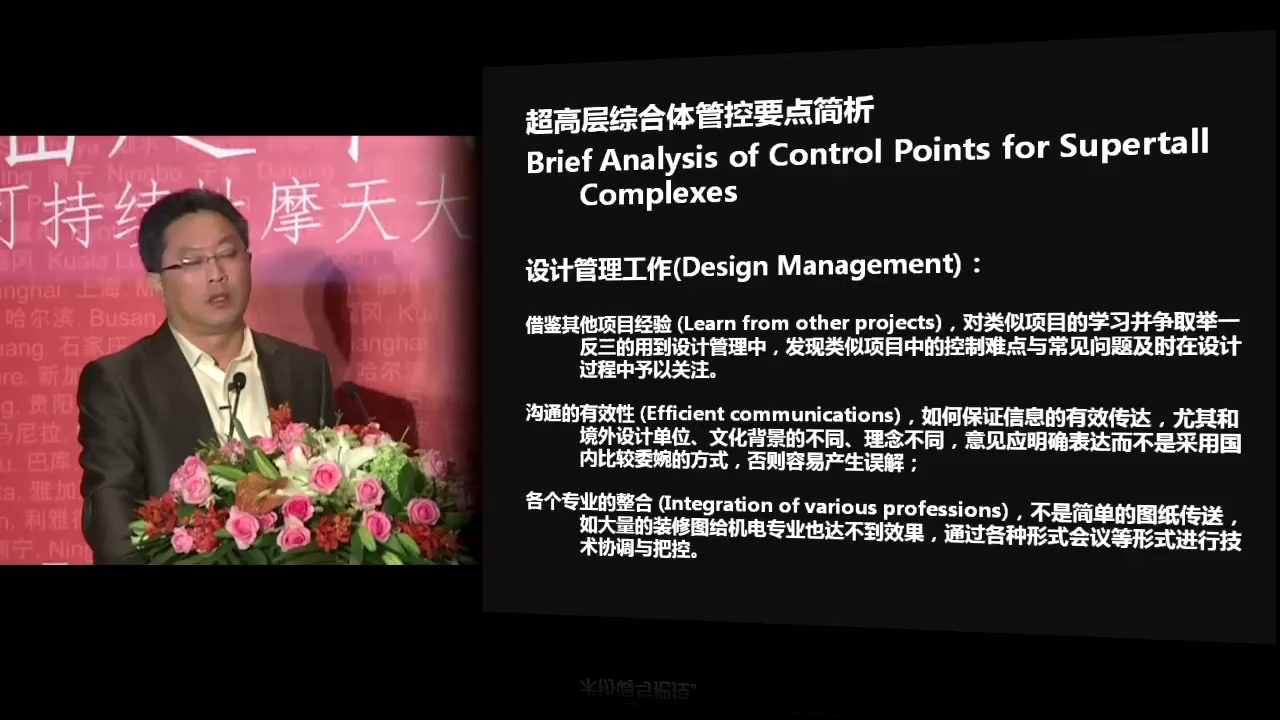 可持续性摩天大
Kuala Lu
anghai. 上海. M
哈尔滨. Busan
uang. 石家庄
ore. 新加
g. 贵阳
马尼拉
u. 巴库
ta. 雅加
n. 利雅得
南宁. Ning
超高层综合体管控要点简析
Brief Analysis of Control Points for Supertall
Complexes
设计管理工作(Design Management)：
借鉴其他项目经验 (Learn from other projects)，对类似项目的学习并争取举一
反三的用到设计管理中，发现类似项目中的控制难点与常见问题及时在设计
过程中予以关注。
沟通的有效性 (Efficient communications)，如何保证信息的有效传达，尤其和
境外设计单位、文化背景的不同、理念不同，意见应明确表达而不是采用国
内比较委婉的方式，否则容易产生误解；
各个专业的整合 (Integration of various professions)，不是简单的图纸传送，
如大量的装修图给机电专业也达不到效果，通过各种形式会议等形式进行技
术协调与把控。